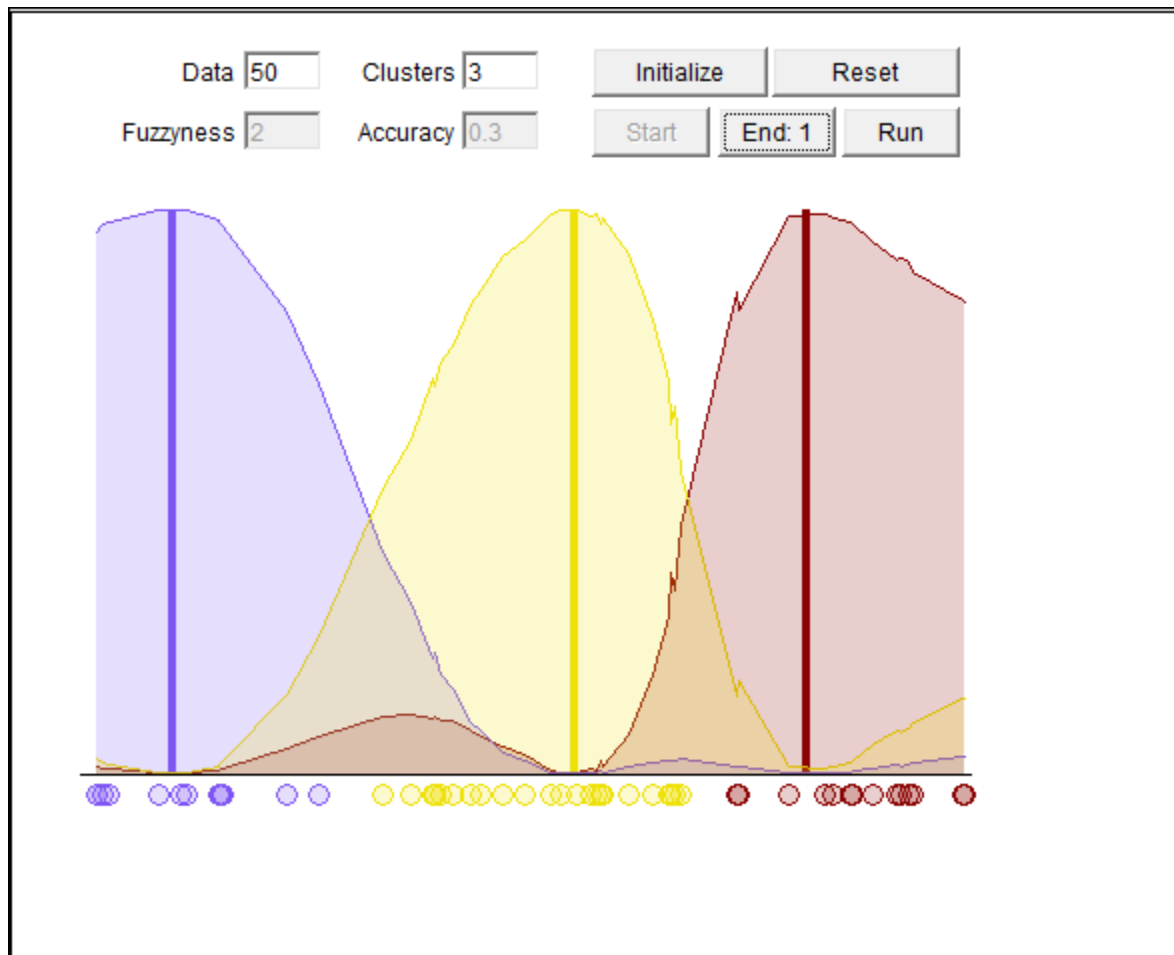 Data 50 Clusters 3 Initialize Reset
Fuzzyness 2 Accuracy 0.3 Start End: 1 Run